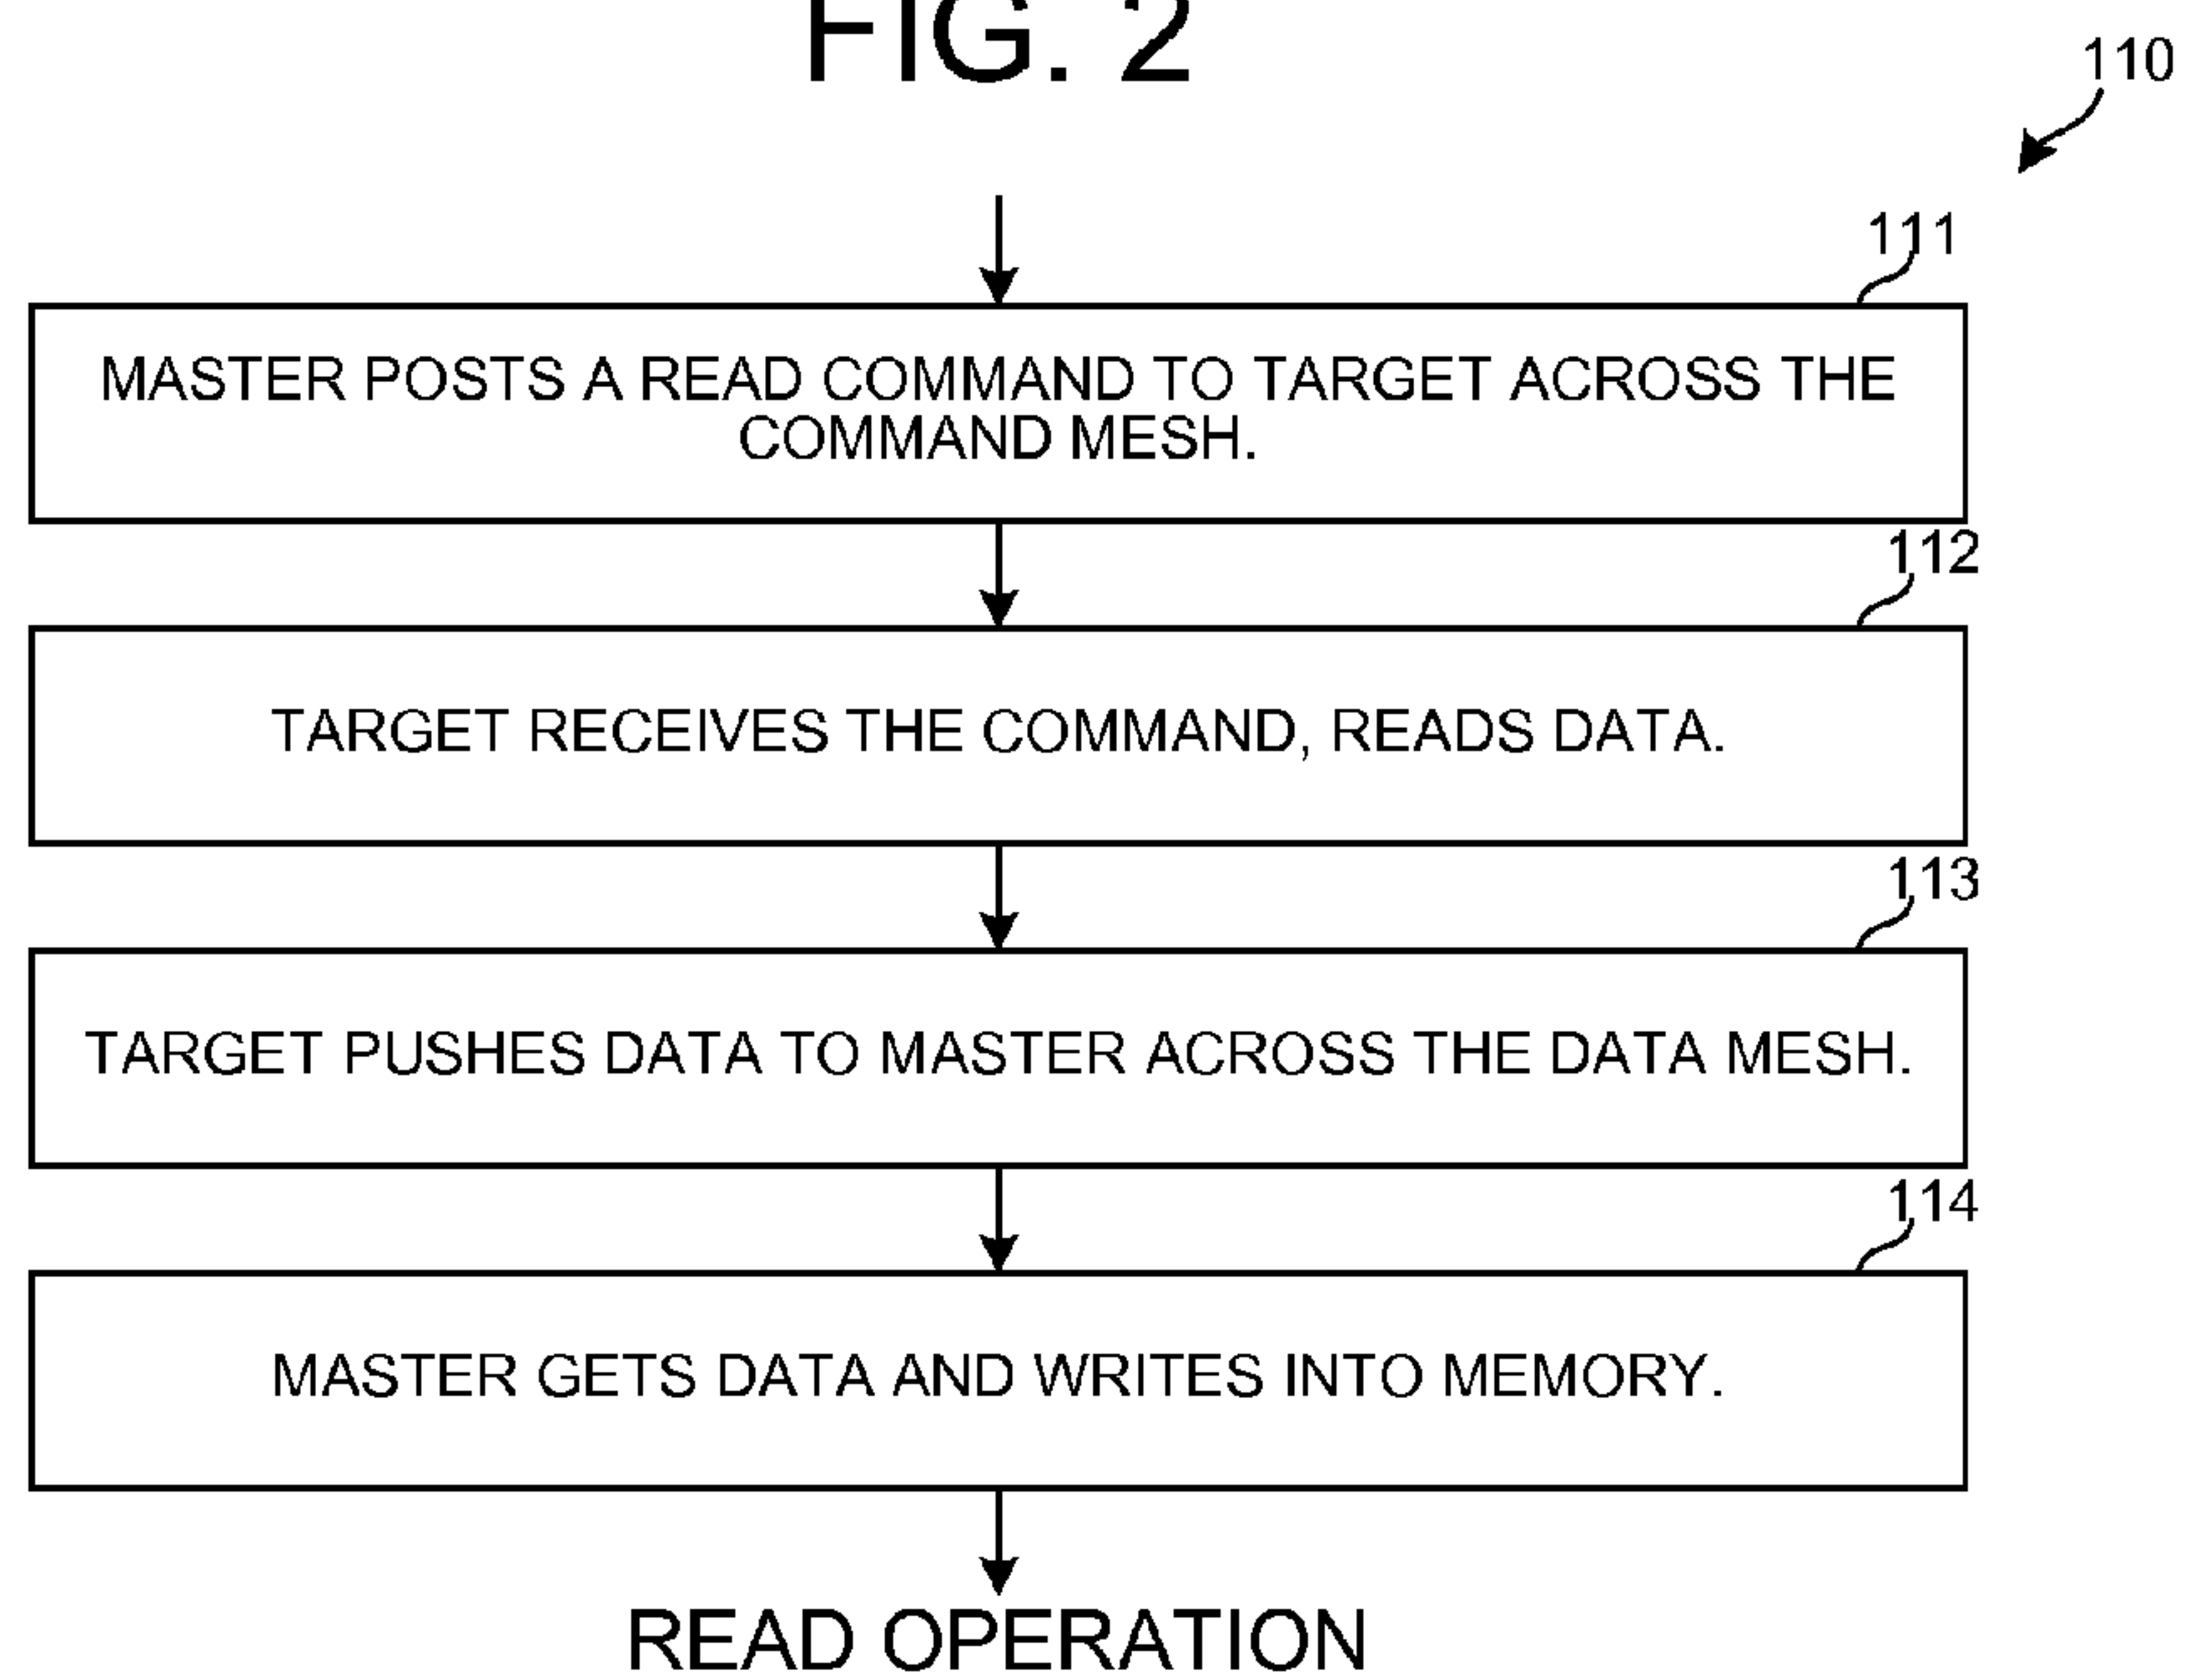 FIG. 2
110
111
MASTER POSTS A READ COMMAND TO TARGET ACROSS THE
COMMAND MESH.
112
TARGET RECEIVES THE COMMAND, READS DATA.
113
TARGET PUSHES DATA TO MASTER ACROSS THE DATA MESH.
114
MASTER GETS DATA AND WRITES INTO MEMORY.
READ OPERATION